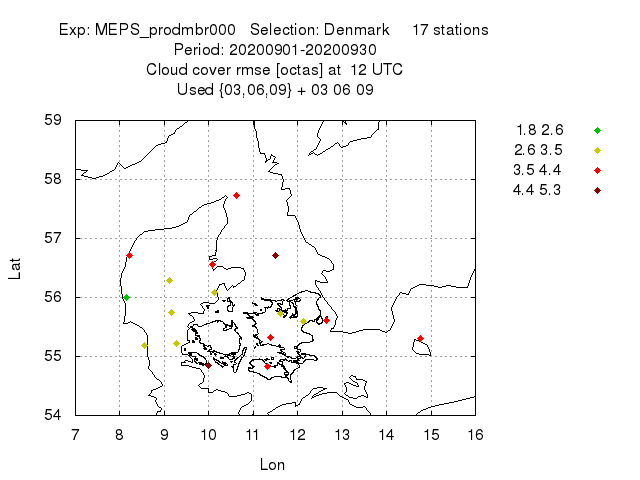 Exp: MEPS_prodmbr000   Selection: Denmark     17 stations
Period: 20200901-20200930
Cloud cover rmse [octas] at  12 UTC
Used {03,06,09} + 03 06 09
1.8 2.6
2.6 3.5
3.5 4.4
4.4 5.3
59
58
57
56
55
54
Lat
7 8 9 10 11 12 13 14 15 16
Lon